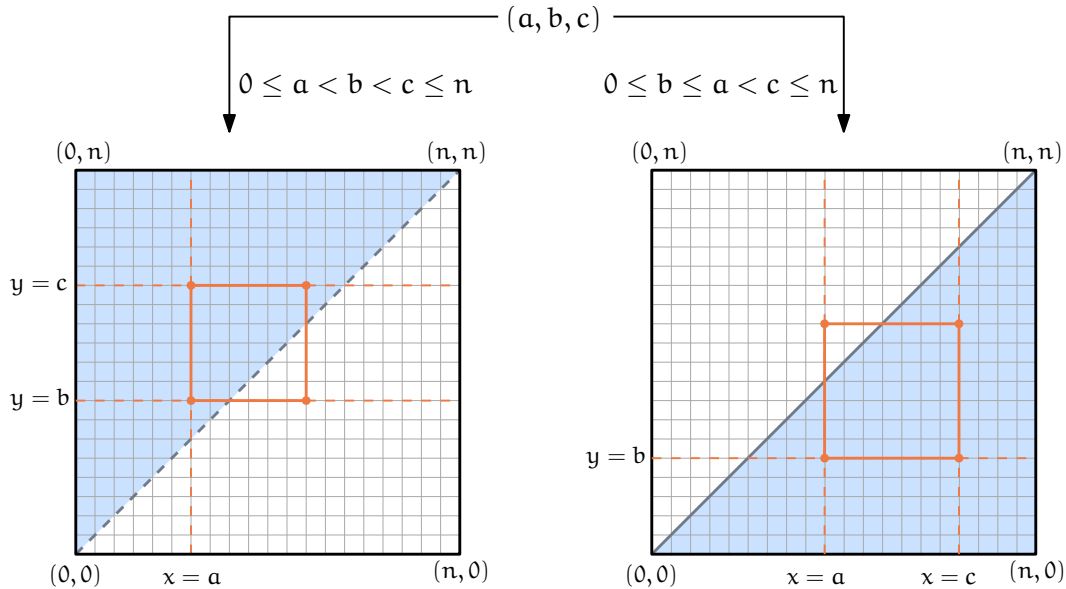 (a, b, c)
0 ≤ a < b < c ≤ n
0 ≤ b ≤ a < c ≤ n
(0, n)
(n, n)
(0, n)
(n, n)
y = c
y = b
y = b
(0, 0)
x = a
(n, 0)
(0, 0)
x = a
x = c
(n, 0)